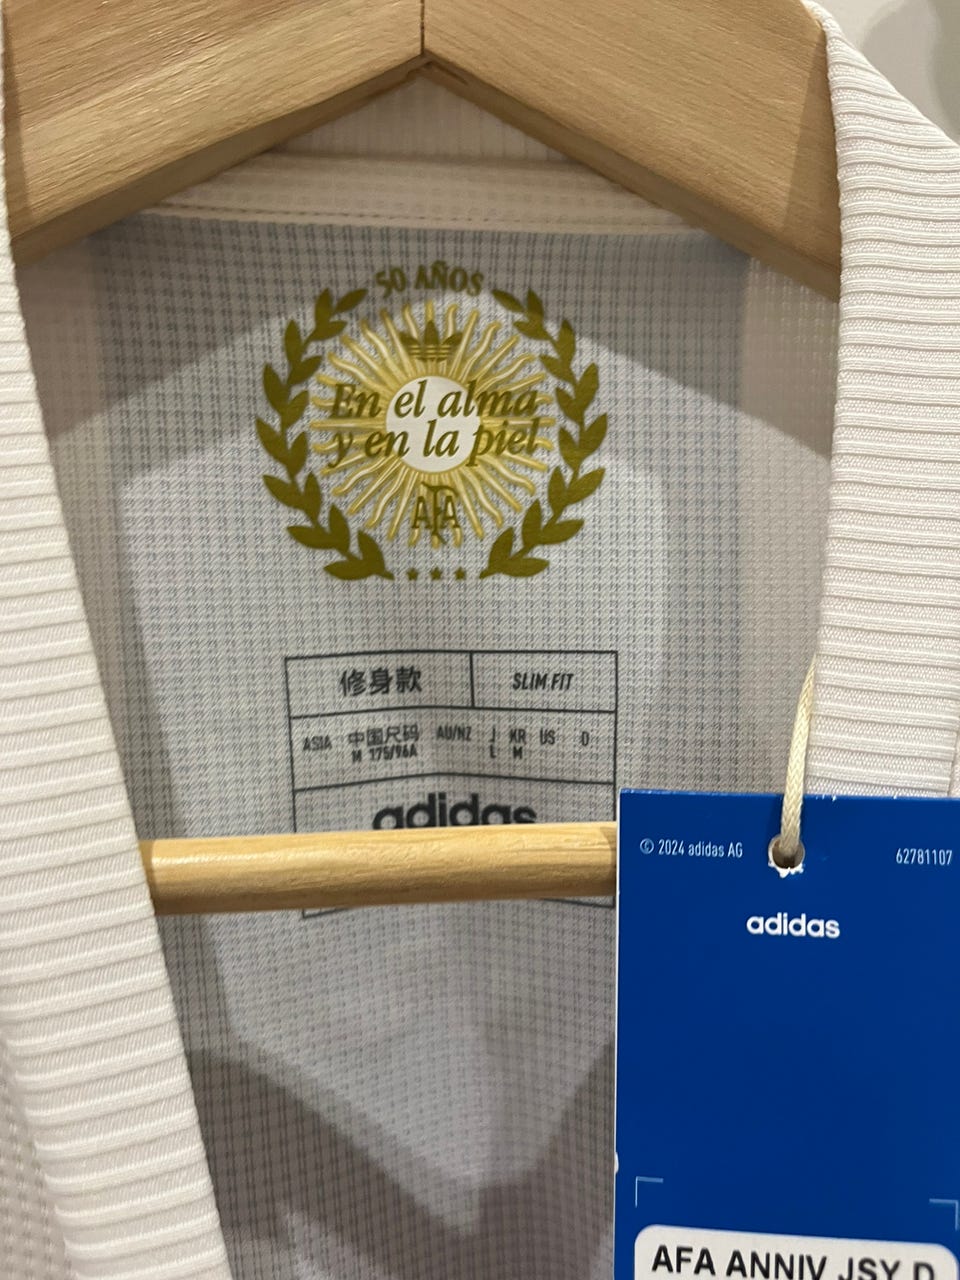 50 AÑOS
En el alma
y en la piel
AFA
修身款 SLIM FIT
ASIA 中国尺码 AU/NZ J KR US D
M 175/96A L M
adidas
© 2024 adidas AG 62781107
adidas
AFA ANNIV JSY D